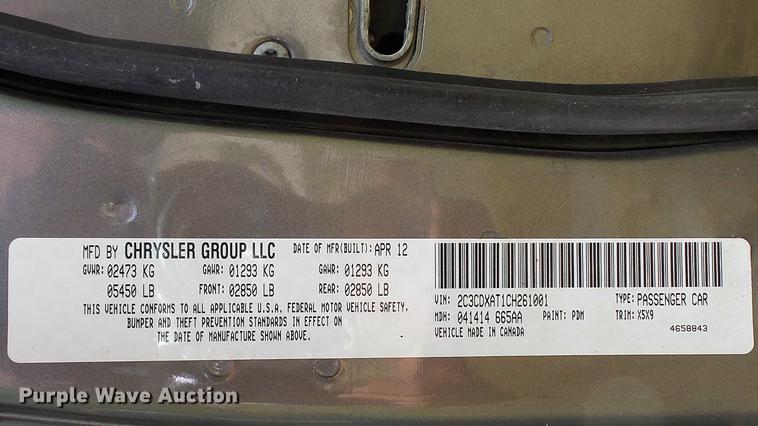 MFD BY CHRYSLER GROUP LLC DATE OF MFR(BUILT): APR 12
GVWR: 02473 KG GAWR: 01293 KG GAWR: 01293 KG
05450 LB FRONT: 02850 LB REAR: 02850 LB
THIS VEHICLE CONFORMS TO ALL APPLICABLE U.S.A. FEDERAL MOTOR VEHICLE SAFETY,
BUMPER AND THEFT PREVENTION STANDARDS IN EFFECT ON
THE DATE OF MANUFACTURE SHOWN ABOVE.
VIN: 2C3CDXAT1CH261001 TYPE: PASSENGER CAR
MDH: 041414 665AA PAINT: PDM TRIM: X5X9
VEHICLE MADE IN CANADA 4658843
Purple Wave Auction